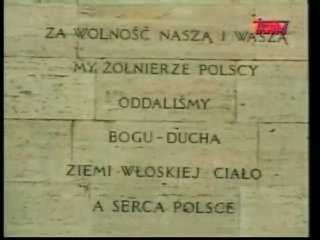 ZA WOLNOŚĆ NASZĄ I WASZĄ
MY ŻOŁNIERZE POLSCY
ODDALIŚMY
BOGU - DUCHA
ZIEMI WŁOSKIEJ CIAŁO
A SERCA POLSCE